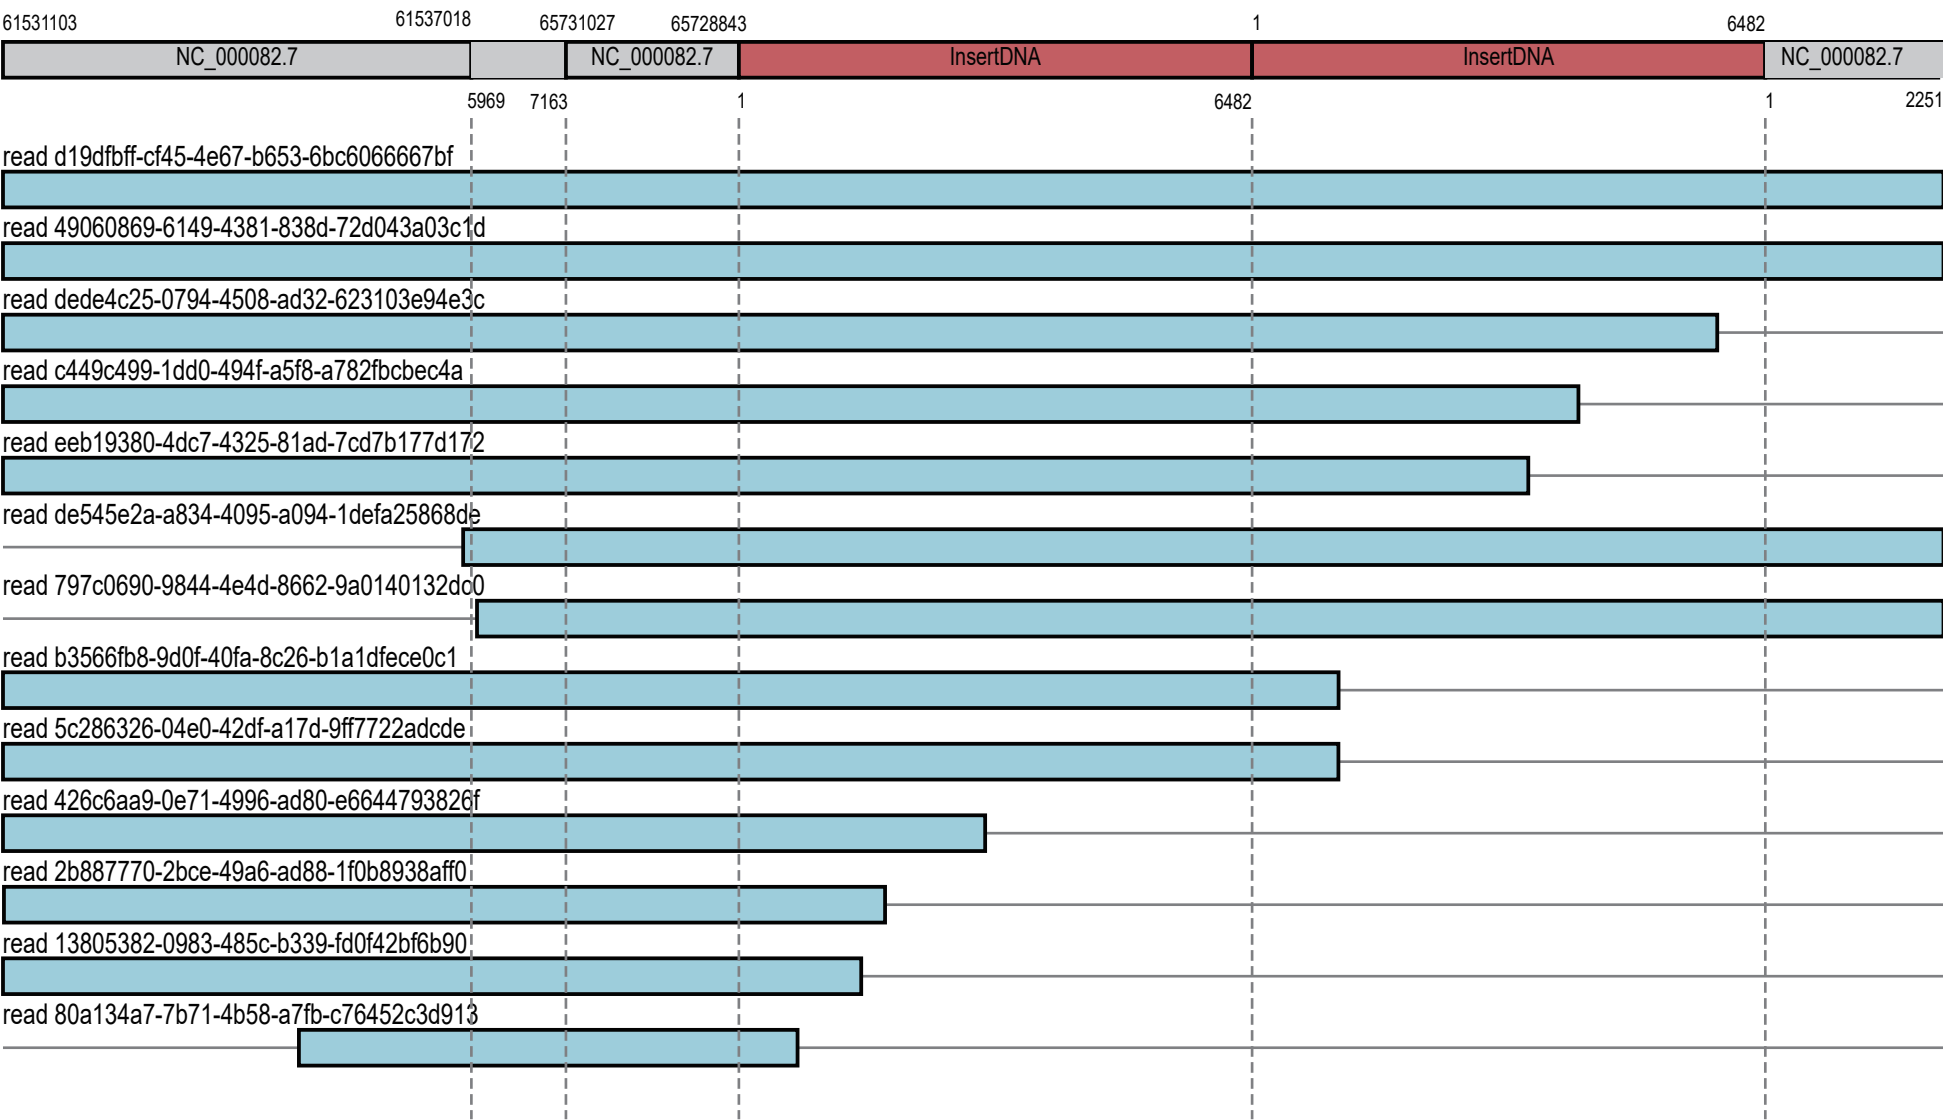 61531103 61537018 65731027 65728843 1 6482
NC_000082.7 NC_000082.7 InsertDNA InsertDNA NC_000082.7
5969 7163 1 6482 1 2251
read d19dfbff-cf45-4e67-b653-6bc6066667bf
read 49060869-6149-4381-838d-72d043a03c1d
read dede4c25-0794-4508-ad32-623103e94e3c
read c449c499-1dd0-494f-a5f8-a782fbcbec4a
read eeb19380-4dc7-4325-81ad-7cd7b177d172
read de545e2a-a834-4095-a094-1defa25868de
read 797c0690-9844-4e4d-8662-9a0140132dc0
read b3566fb8-9d0f-40fa-8c26-b1a1dfece0c1
read 5c286326-04e0-42df-a17d-9ff7722adcde
read 426c6aa9-0e71-4996-ad80-e6644793826f
read 2b887770-2bce-49a6-ad88-1f0b8938aff0
read 13805382-0983-485c-b339-fd0f42bf6b90
read 80a134a7-7b71-4b58-a7fb-c76452c3d913